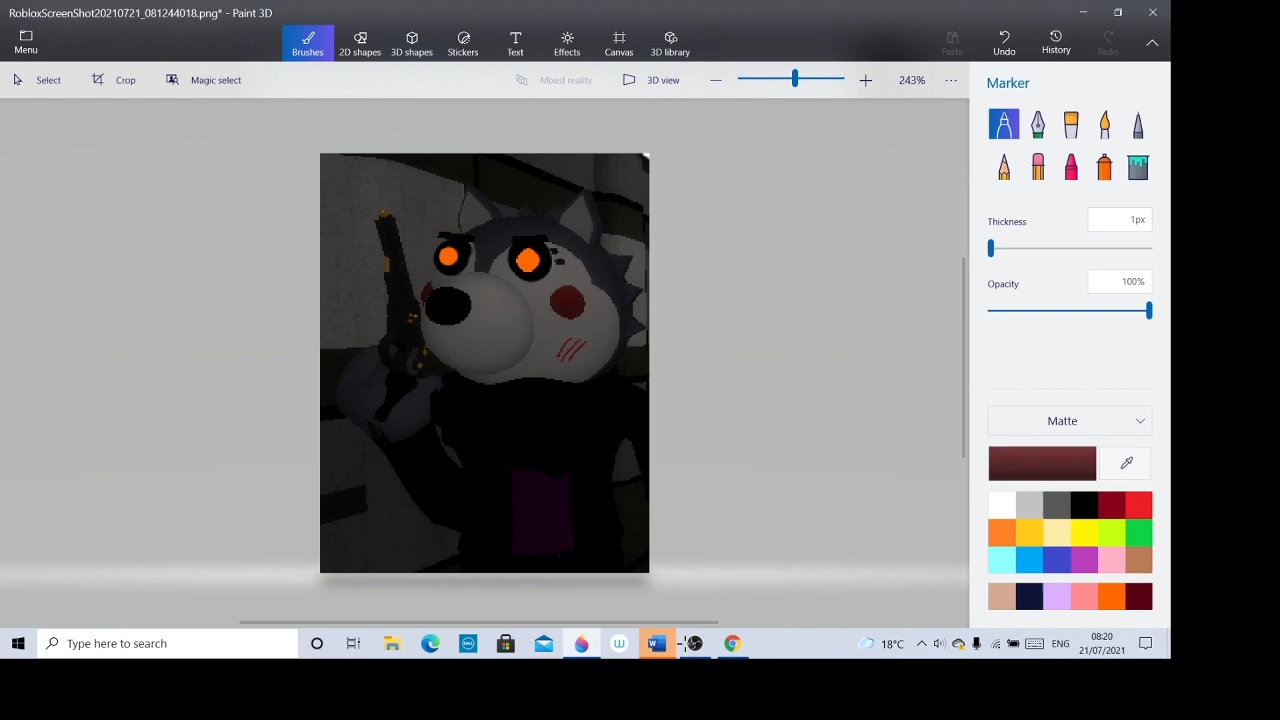 RobloxScreenShot20210721_081244018.png* - Paint 3D
Menu
Brushes
2D shapes
3D shapes
Stickers
Text
Effects
Canvas
3D library
Paste
Undo
History
Redo
Select
Crop
Magic select
Mixed reality
3D view
243%
Marker
Thickness
1px
Opacity
100%
Matte
Type here to search
DELL
W
W
18°C
ENG
08:20
21/07/2021